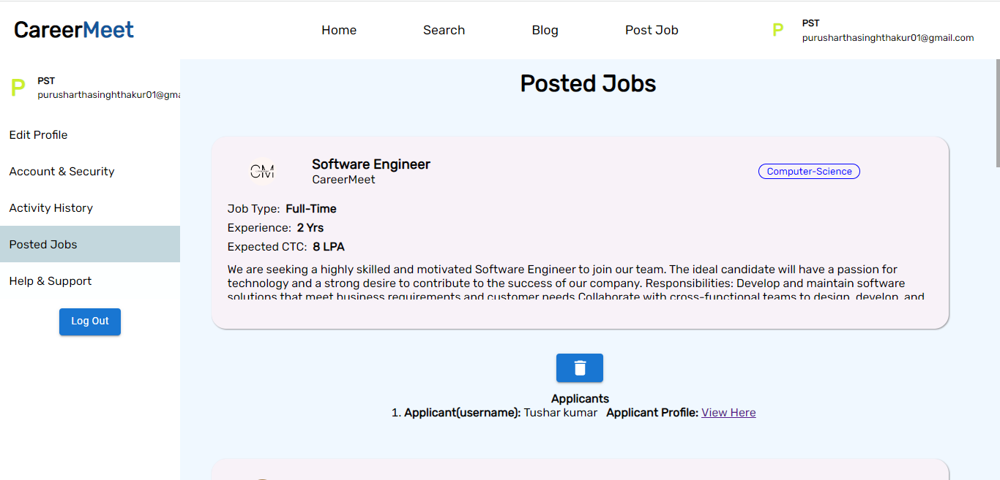 CareerMeet
Home
Search
Blog
Post Job
P
PST
purusharthasinghthakur01@gmail.com
P
PST
purusharthasinghthakur01@gma
Edit Profile
Account & Security
Activity History
Posted Jobs
Help & Support
Log Out
Posted Jobs
CM
Software Engineer
CareerMeet
Computer-Science
Job Type: Full-Time
Experience: 2 Yrs
Expected CTC: 8 LPA
We are seeking a highly skilled and motivated Software Engineer to join our team. The ideal candidate will have a passion for
technology and a strong desire to contribute to the success of our company. Responsibilities: Develop and maintain software
solutions that meet business requirements and customer needs Collaborate with cross-functional teams to design, develop, and
Applicants
1. Applicant(username): Tushar kumar Applicant Profile: View Here